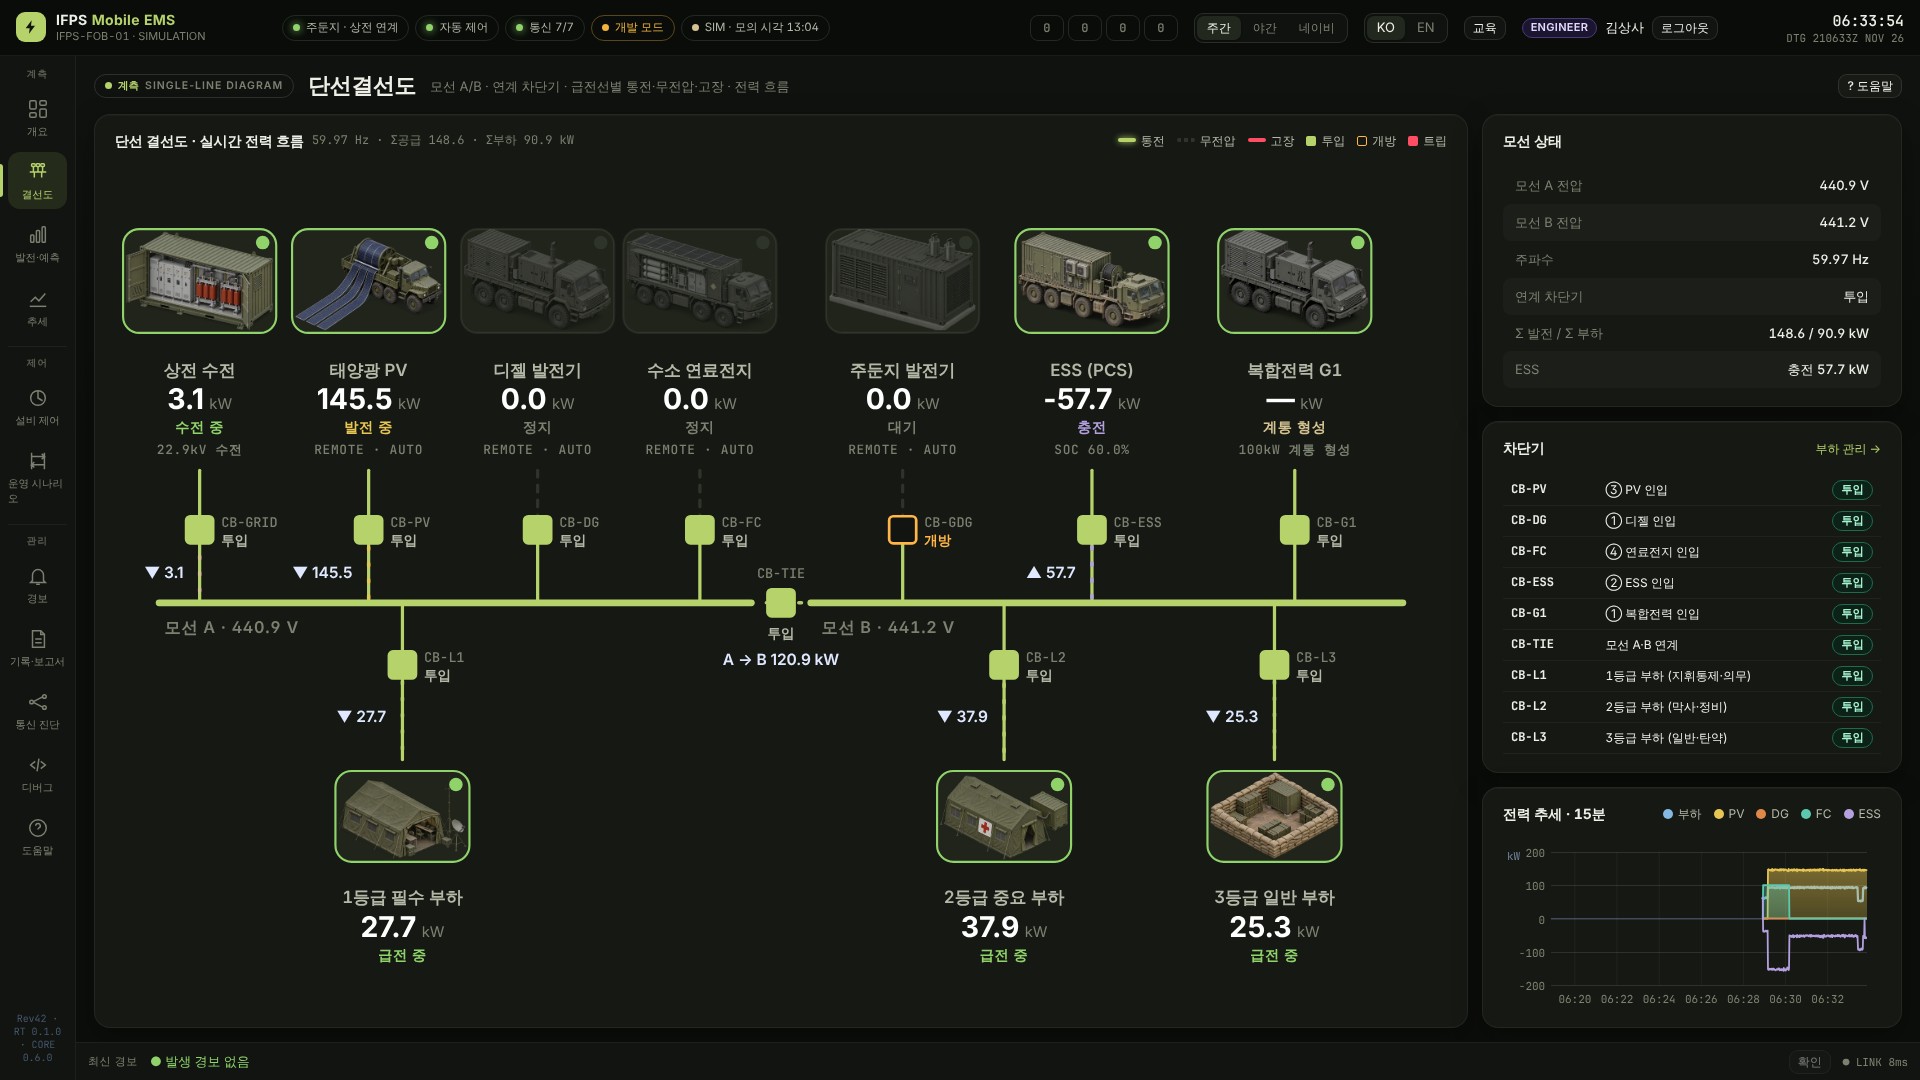 IFPS Mobile EMS
IFPS-FOB-01 · SIMULATION
주둔지 · 상전 연계
자동 제어
통신 7/7
개발 모드
SIM · 모의 시각 13:04
0 0 0 0
주간 야간 네이비
KO EN
교육
ENGINEER 김상사 로그아웃
06:33:54
DTG 210633Z NOV 26
계측
개요
결선도
발전·예측
추세
제어
설비 제어
운영 시나리
오
관리
경보
기록·보고서
통신 진단
디버그
도움말
Rev42 ·
RT 0.1.0
· CORE
0.6.0
계측 SINGLE-LINE DIAGRAM
단선결선도
모선 A/B · 연계 차단기 · 급전선별 통전·무전압·고장 · 전력 흐름
? 도움말
단선 결선도 · 실시간 전력 흐름
59.97 Hz · Σ공급 148.6 · Σ부하 90.9 kW
통전 무전압 고장 투입 개방 트립
상전 수전
3.1 kW
수전 중
22.9kV 수전
태양광 PV
145.5 kW
발전 중
REMOTE · AUTO
디젤 발전기
0.0 kW
정지
REMOTE · AUTO
수소 연료전지
0.0 kW
정지
REMOTE · AUTO
주둔지 발전기
0.0 kW
대기
REMOTE · AUTO
ESS (PCS)
-57.7 kW
충전
SOC 60.0%
복합전력 G1
— kW
계통 형성
100kW 계통 형성
CB-GRID
투입
CB-PV
투입
CB-DG
투입
CB-FC
투입
CB-GDG
개방
CB-ESS
투입
CB-G1
투입
▼ 3.1
▼ 145.5
▲ 57.7
CB-TIE
투입
A → B 120.9 kW
모선 A · 440.9 V
모선 B · 441.2 V
CB-L1
투입
CB-L2
투입
CB-L3
투입
▼ 27.7
▼ 37.9
▼ 25.3
1등급 필수 부하
27.7 kW
급전 중
2등급 중요 부하
37.9 kW
급전 중
3등급 일반 부하
25.3 kW
급전 중
모선 상태
모선 A 전압 440.9 V
모선 B 전압 441.2 V
주파수 59.97 Hz
연계 차단기 투입
Σ 발전 / Σ 부하 148.6 / 90.9 kW
ESS 충전 57.7 kW
차단기
부하 관리 →
CB-PV ③ PV 인입 투입
CB-DG ① 디젤 인입 투입
CB-FC ④ 연료전지 인입 투입
CB-ESS ② ESS 인입 투입
CB-G1 ① 복합전력 인입 투입
CB-TIE 모선 A·B 연계 투입
CB-L1 1등급 부하 (지휘통제·의무) 투입
CB-L2 2등급 부하 (막사·정비) 투입
CB-L3 3등급 부하 (일반·탄약) 투입
전력 추세 · 15분
부하 PV DG FC ESS
kW 200
100
0
-100
-200
06:20 06:22 06:24 06:26 06:28 06:30 06:32
최신 경보 발생 경보 없음
확인
LINK 8ms